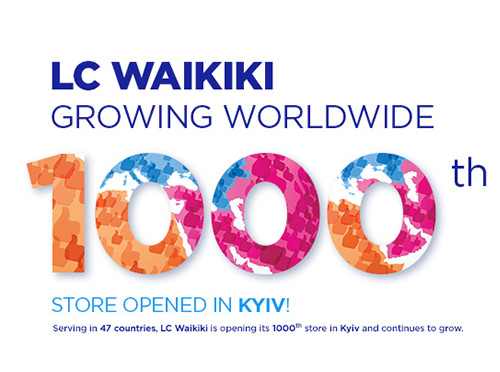 LC WAIKIKI
GROWING WORLDWIDE
1000th
STORE OPENED IN KYIV!
Serving in 47 countries, LC Waikiki is opening its 1000th store in Kyiv and continues to grow.